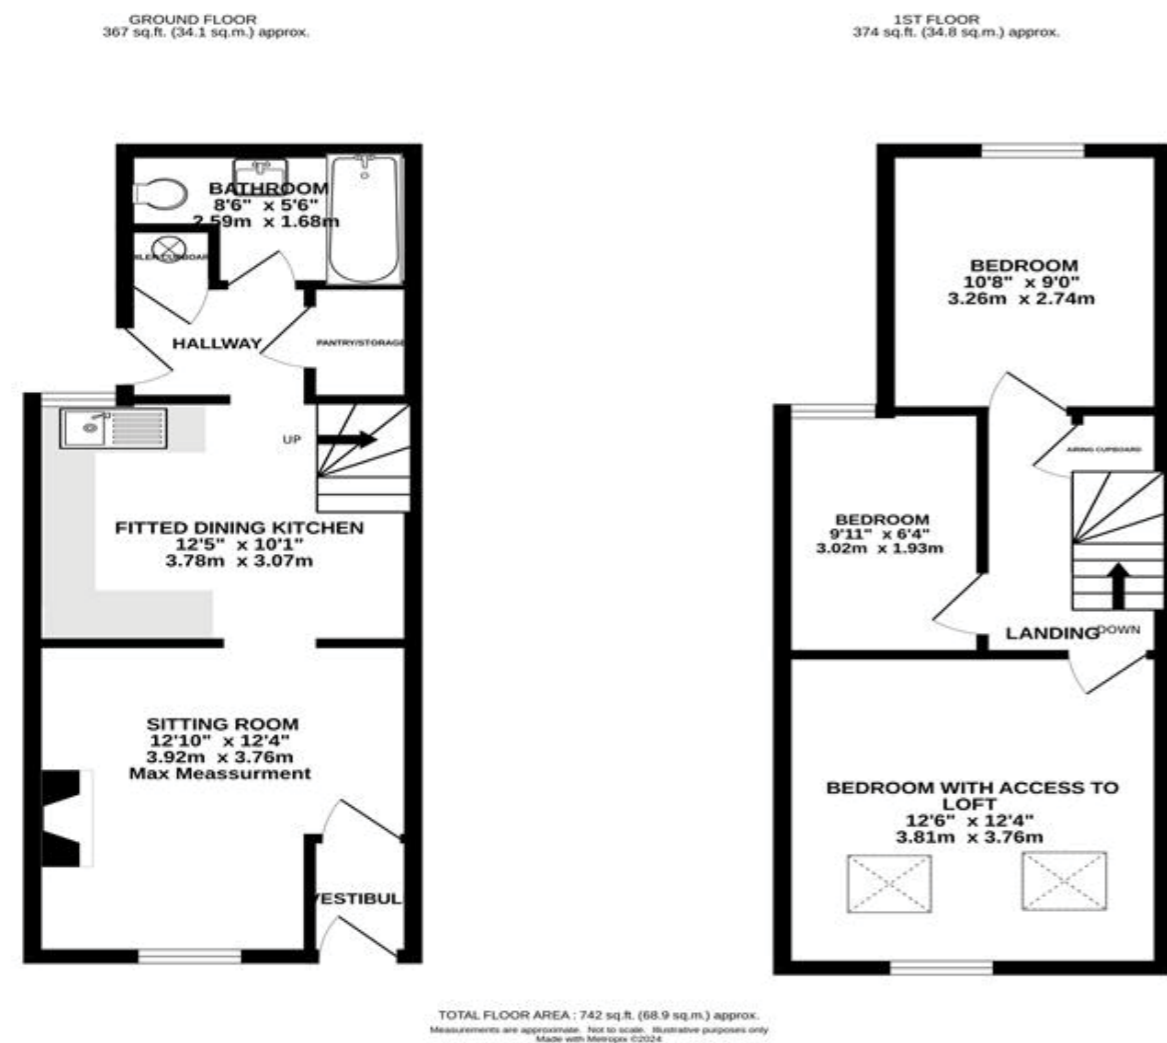 GROUND FLOOR
367 sq.ft. (34.1 sq.m.) approx.
BATHROOM
8'6" x 5'6"
2.59m x 1.68m
HALLWAY
PANTRY/STORAGE
UP
FITTED DINING KITCHEN
12'5" x 10'1"
3.78m x 3.07m
SITTING ROOM
12'10" x 12'4"
3.92m x 3.76m
Max Meassurment
VESTIBUL
1ST FLOOR
374 sq.ft. (34.8 sq.m.) approx.
BEDROOM
10'8" x 9'0"
3.26m x 2.74m
AIRING CUPBOARD
BEDROOM
9'11" x 6'4"
3.02m x 1.93m
LANDING
DOWN
BEDROOM WITH ACCESS TO
LOFT
12'6" x 12'4"
3.81m x 3.76m
TOTAL FLOOR AREA : 742 sq.ft. (68.9 sq.m.) approx.
Measurements are approximate. Not to scale. Illustrative purposes only
Made with Metropix ©2024